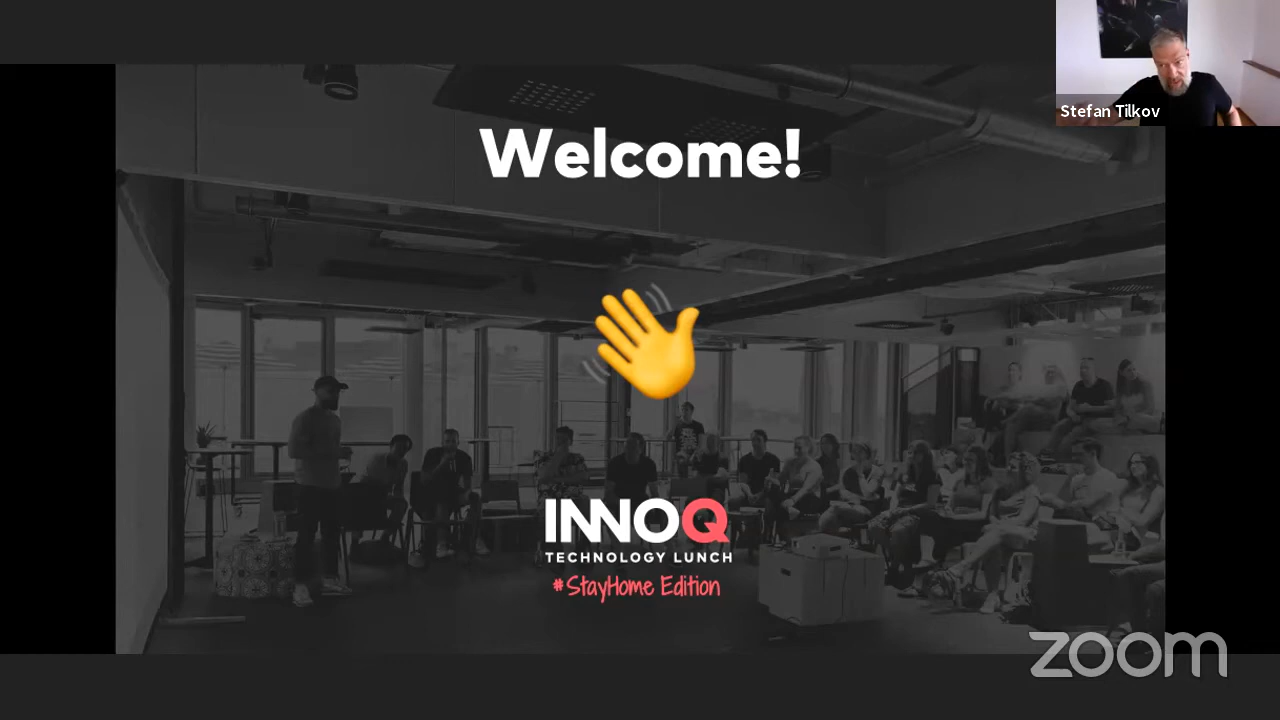 Stefan Tilkov
Welcome!
INNOQ
TECHNOLOGY LUNCH
#StayHome Edition
zoom